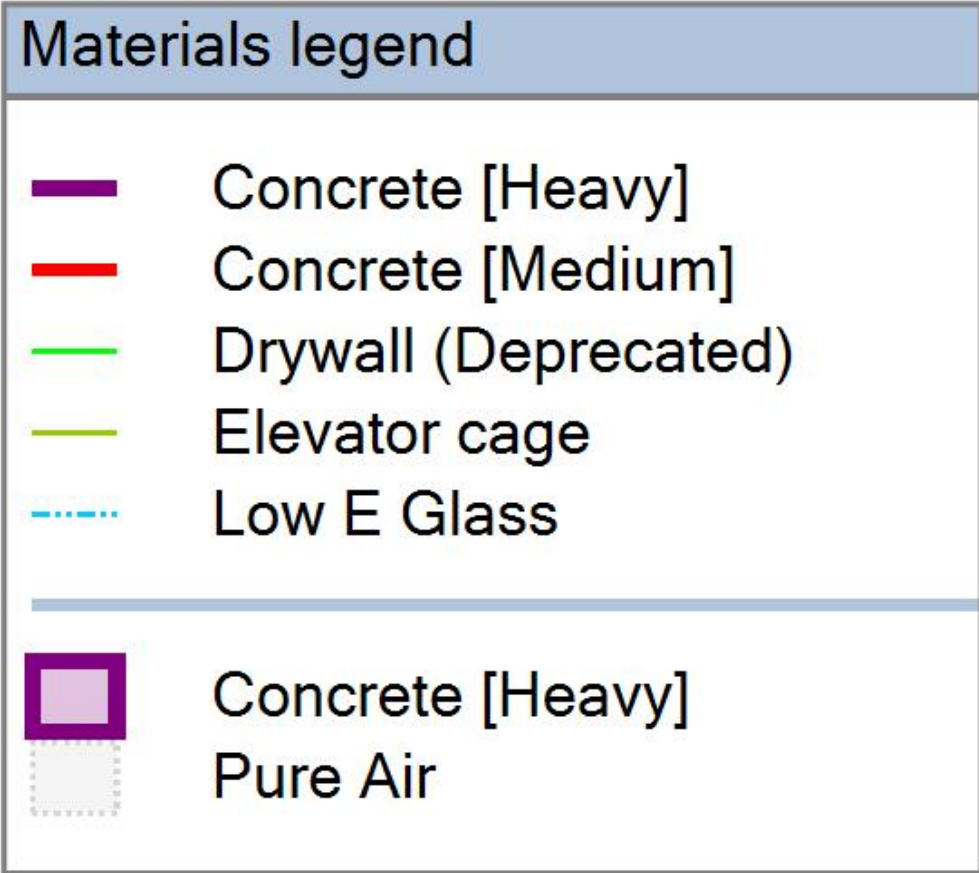 Materials legend
Concrete [Heavy]
Concrete [Medium]
Drywall (Deprecated)
Elevator cage
Low E Glass
Concrete [Heavy]
Pure Air